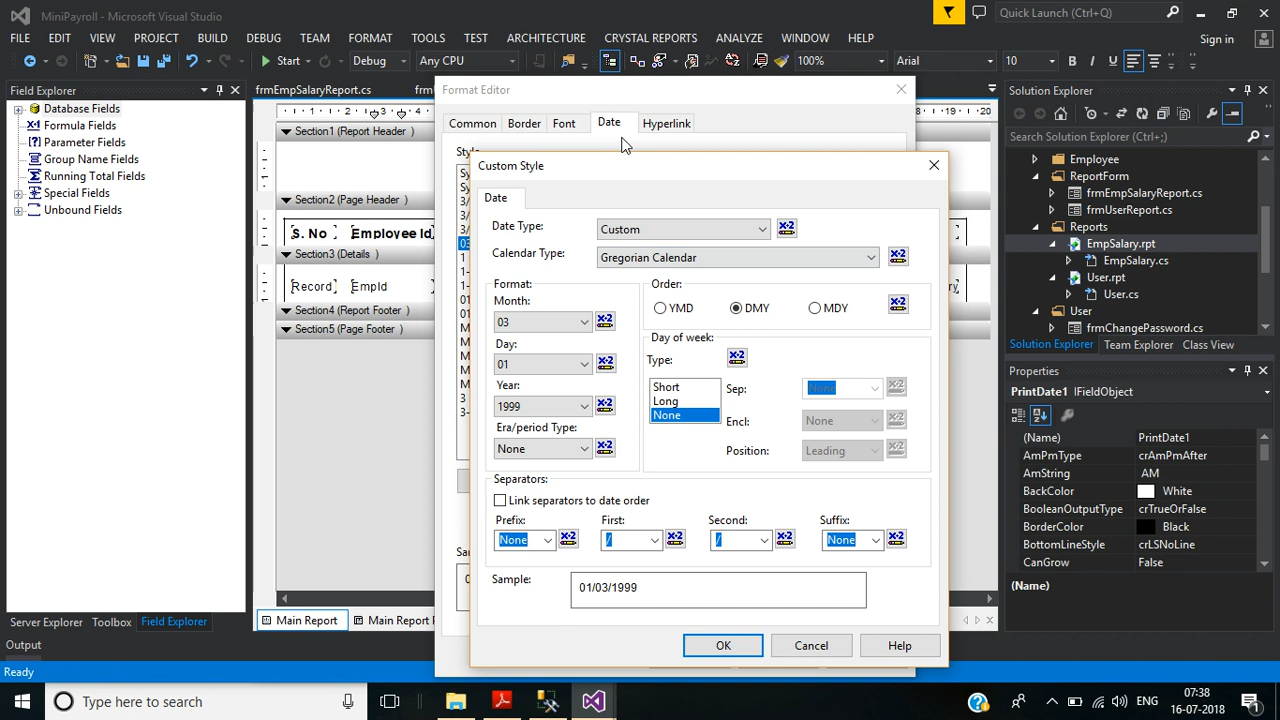 MiniPayroll - Microsoft Visual Studio
Quick Launch (Ctrl+Q)
FILE EDIT VIEW PROJECT BUILD DEBUG TEAM FORMAT TOOLS TEST ARCHITECTURE CRYSTAL REPORTS ANALYZE WINDOW HELP
Sign in
Start Debug Any CPU 100% Arial 10 B I U
Field Explorer
Database Fields
Formula Fields
Parameter Fields
Group Name Fields
Running Total Fields
Special Fields
Unbound Fields
Server Explorer Toolbox Field Explorer
Output
Ready
frmEmpSalaryReport.cs
Section1 (Report Header )
Section2 (Page Header )
S. No Employee Id
Section3 (Details )
Record EmpId
Section4 (Report Footer )
Section5 (Page Footer )
Main Report Main Report
Format Editor
Common Border Font Date Hyperlink
Custom Style
Date
Date Type: Custom
Calendar Type: Gregorian Calendar
Format:
Month:
03
Day:
01
Year:
1999
Era/period Type:
None
Order:
YMD DMY MDY
Day of week:
Type:
Short
Long
None
Sep: None
Encl: None
Position: Leading
Separators:
Link separators to date order
Prefix: First: Second: Suffix:
None / / None
Sample: 01/03/1999
OK Cancel Help
Solution Explorer
Search Solution Explorer (Ctrl+;)
Employee
ReportForm
frmEmpSalaryReport.cs
frmUserReport.cs
Reports
EmpSalary.rpt
EmpSalary.cs
User.rpt
User.cs
User
frmChangePassword.cs
Solution Explorer Team Explorer Class View
Properties
PrintDate1 IFieldObject
(Name) PrintDate1
AmPmType crAmPmAfter
AmString AM
BackColor White
BooleanOutputType crTrueOrFalse
BorderColor Black
BottomLineStyle crLSNoLine
CanGrow False
(Name)
Type here to search
ENG
07:38
16-07-2018